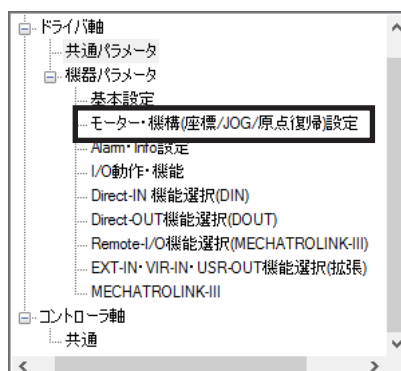 ドライバ軸
共通パラメータ
機器パラメータ
基本設定
モーター・機構(座標/JOG/原点復帰)設定
Alarm・Info設定
I/O動作・機能
Direct-IN 機能選択(DIN)
Direct-OUT機能選択(DOUT)
Remote-I/O機能選択(MECHATROLINK-III)
EXT-IN・VIR-IN・USR-OUT機能選択(拡張)
MECHATROLINK-III
コントローラ軸
共通